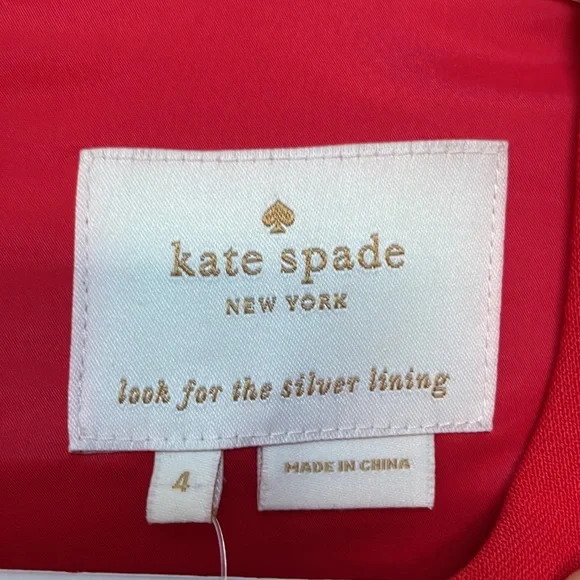 kate spade
NEW YORK
look for the silver lining
4
MADE IN CHINA